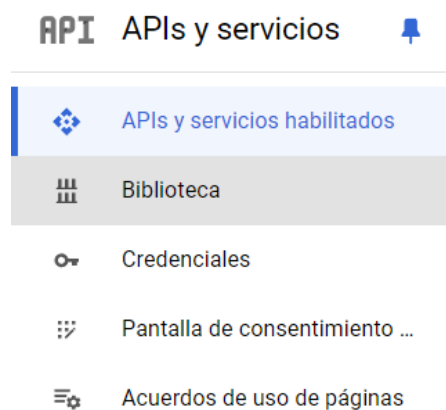 API APIs y servicios
APIs y servicios habilitados
Biblioteca
Credenciales
Pantalla de consentimiento ...
Acuerdos de uso de páginas